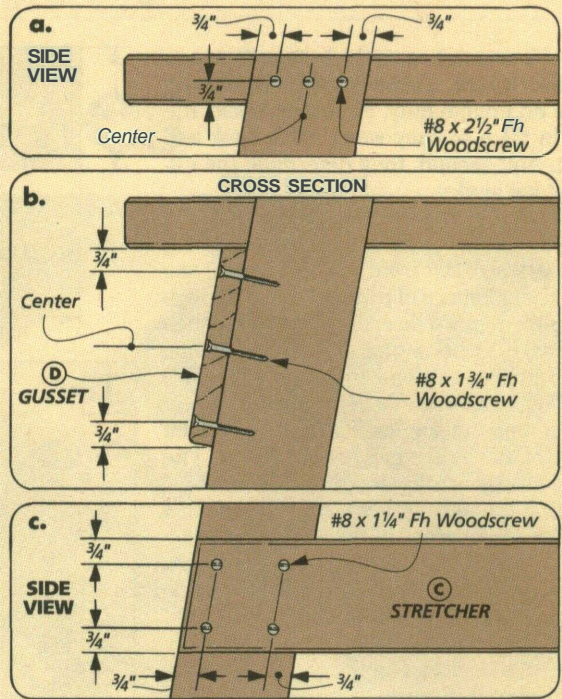 a.
¾" ¾"
SIDE
VIEW
¾"
Center
#8 x 2½" Fh
Woodscrew
b.
CROSS SECTION
¾"
Center
D
GUSSET
#8 x 1¾" Fh
Woodscrew
¾"
c.
#8 x 1¼" Fh Woodscrew
¾"
SIDE
VIEW
C
STRETCHER
¾"
¾" ¾"